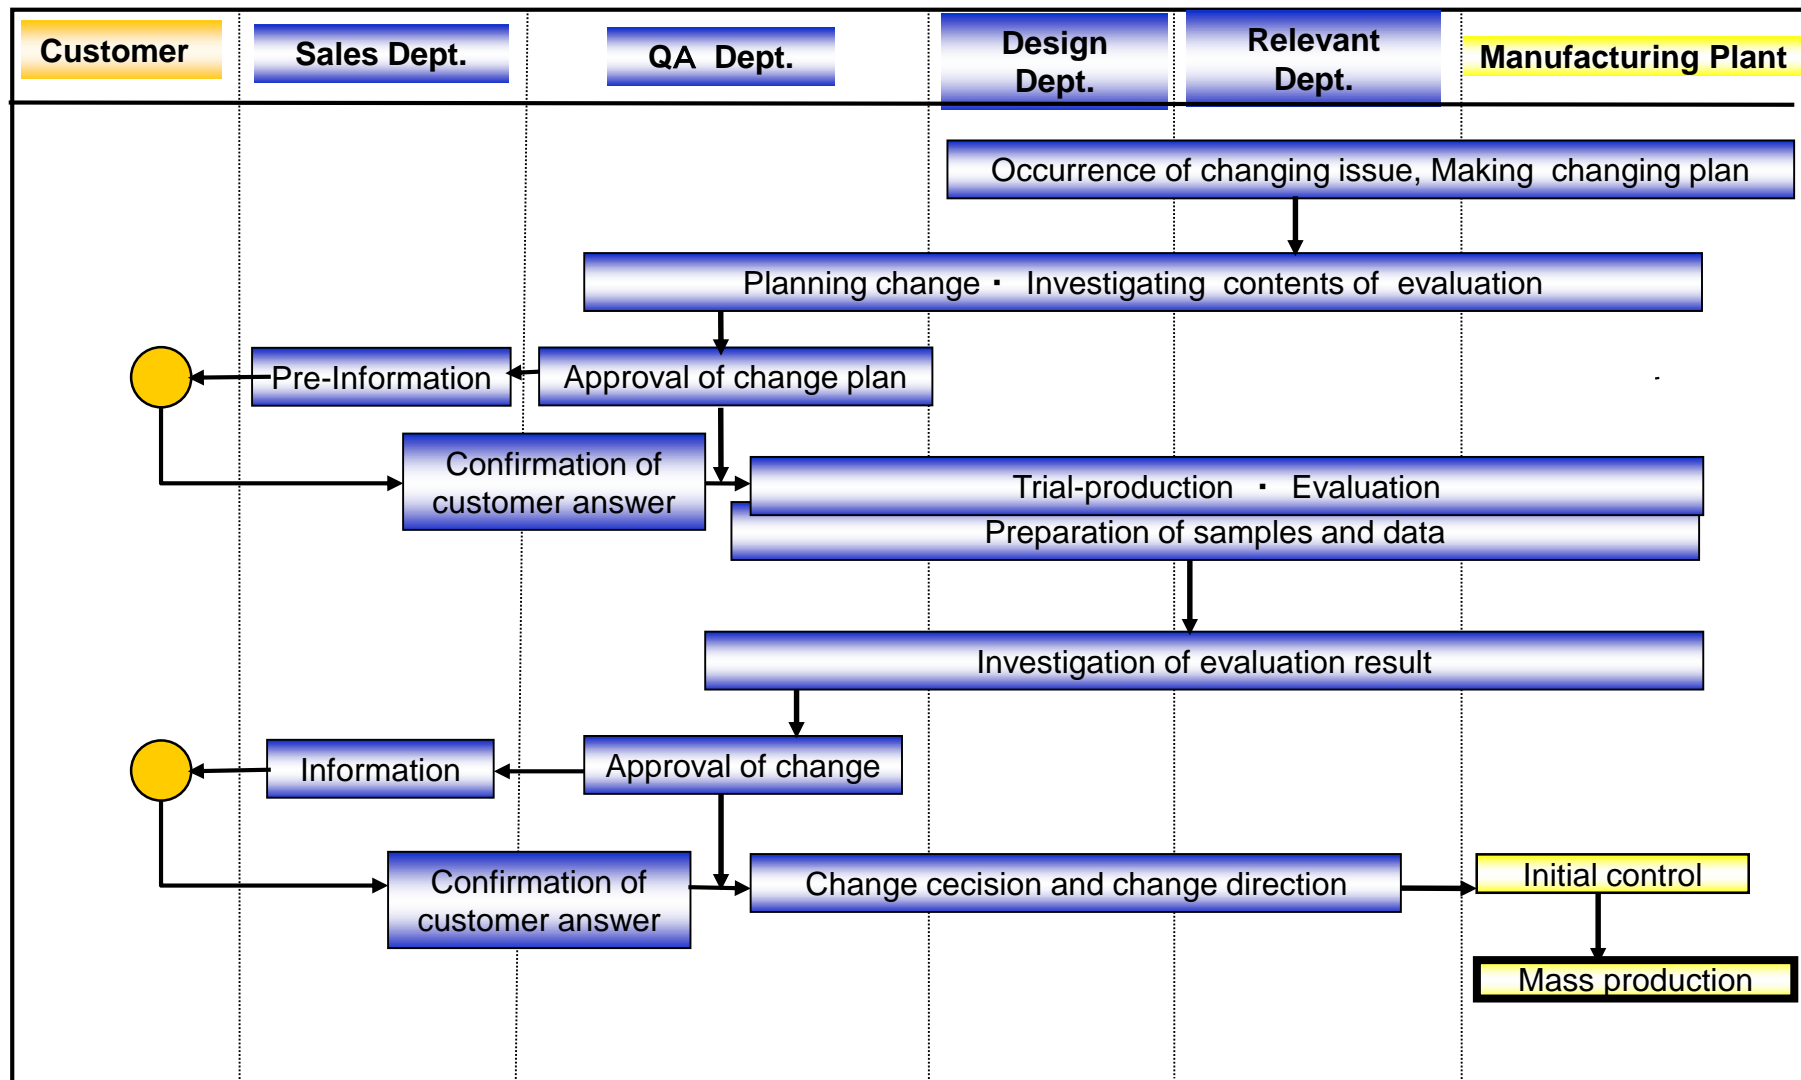 Customer
Sales Dept.
QA Dept.
Design
Dept.
Relevant
Dept.
Manufacturing Plant
Occurrence of changing issue, Making changing plan
Planning change・ Investigating contents of evaluation
Pre-Information
Approval of change plan
Confirmation of
customer answer
Trial-production ・ Evaluation
Preparation of samples and data
Investigation of evaluation result
Information
Approval of change
Confirmation of
customer answer
Change cecision and change direction
Initial control
Mass production